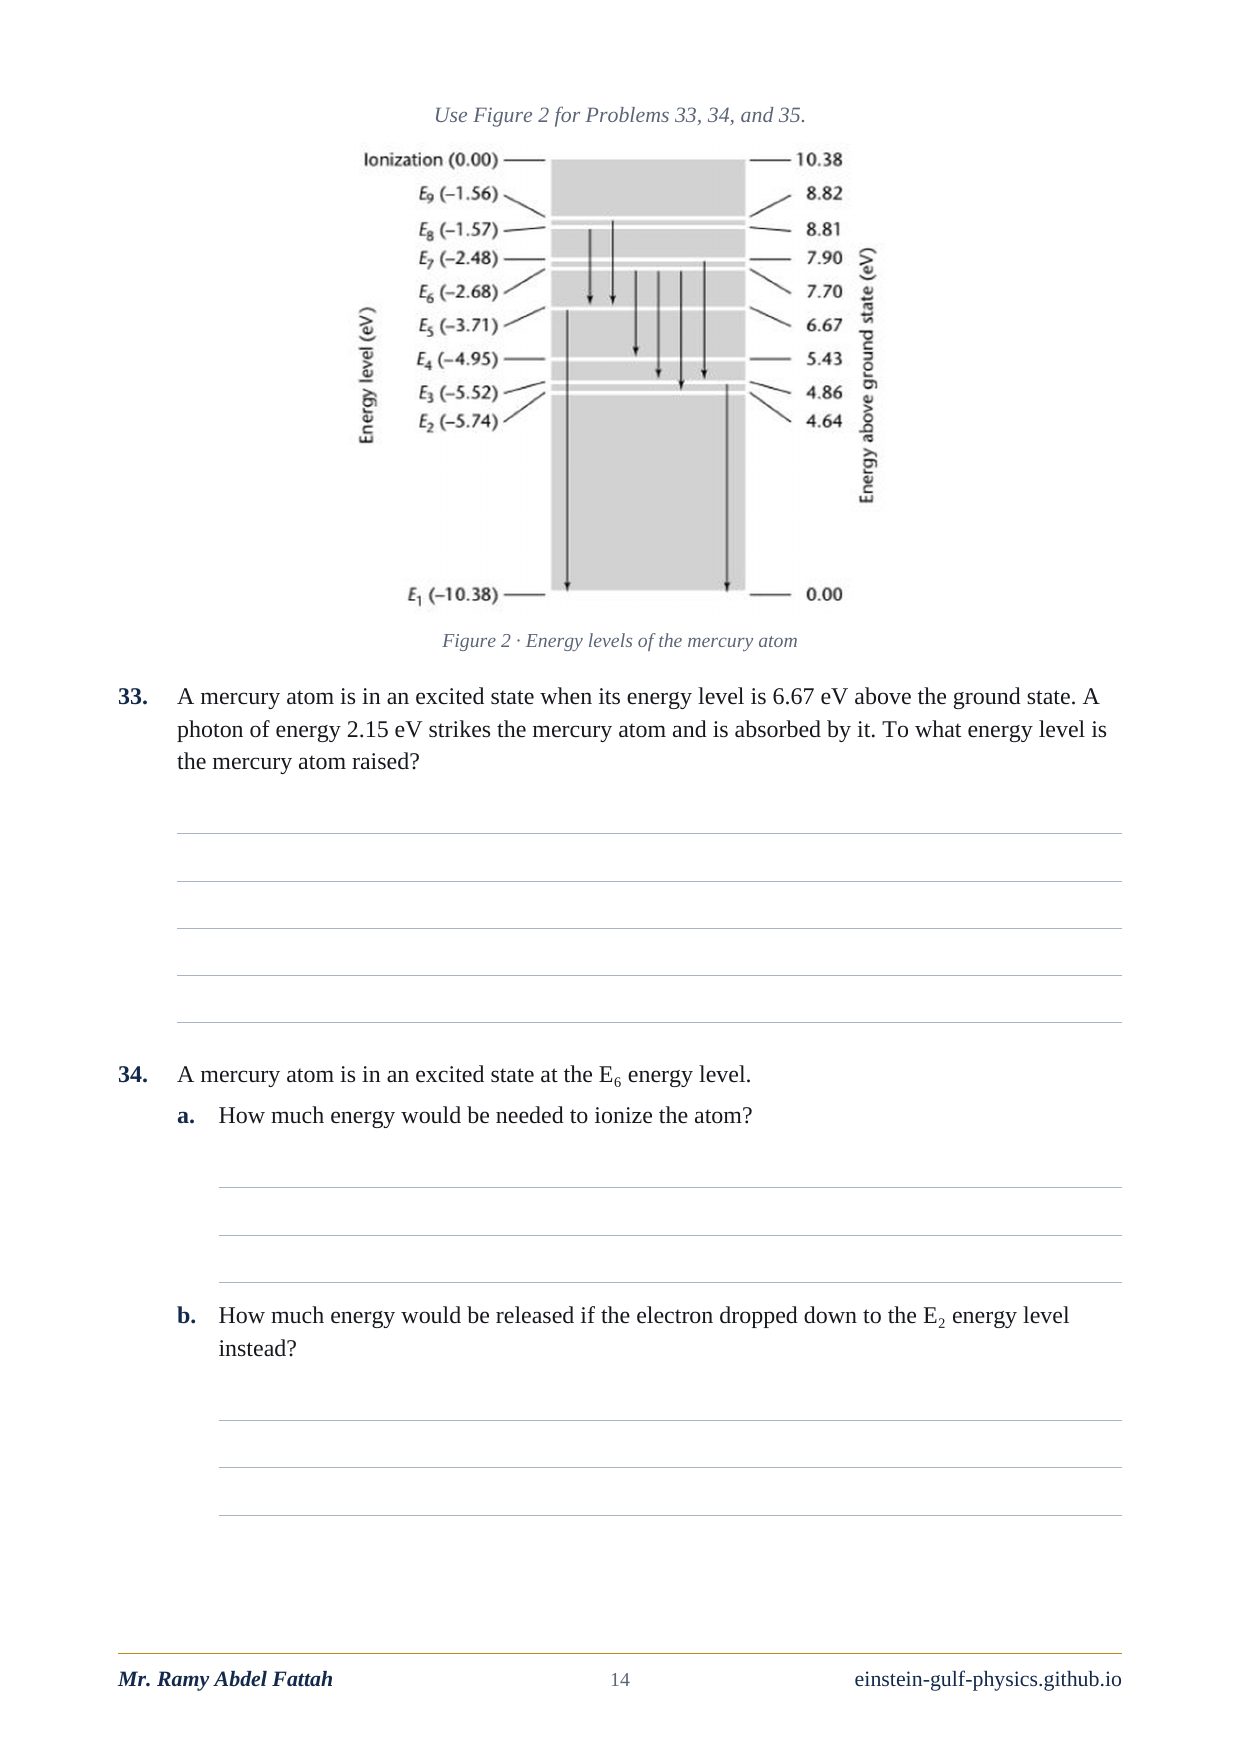 Use Figure 2 for Problems 33, 34, and 35.
Ionization (0.00)
10.38
E9 (–1.56)
8.82
E8 (–1.57)
8.81
E7 (–2.48)
7.90
E6 (–2.68)
7.70
E5 (–3.71)
6.67
E4 (–4.95)
5.43
E3 (–5.52)
4.86
E2 (–5.74)
4.64
E1 (–10.38)
0.00
Energy level (eV)
Energy above ground state (eV)
Figure 2 · Energy levels of the mercury atom
33. A mercury atom is in an excited state when its energy level is 6.67 eV above the ground state. A
photon of energy 2.15 eV strikes the mercury atom and is absorbed by it. To what energy level is
the mercury atom raised?
34. A mercury atom is in an excited state at the E₆ energy level.
a. How much energy would be needed to ionize the atom?
b. How much energy would be released if the electron dropped down to the E₂ energy level
instead?
Mr. Ramy Abdel Fattah
14
einstein-gulf-physics.github.io